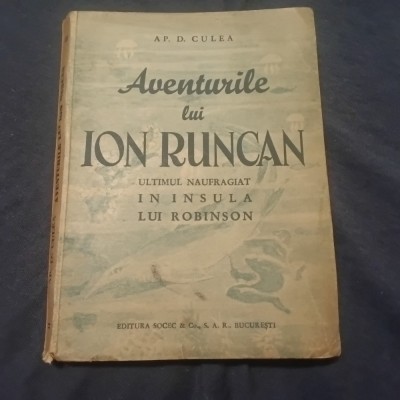 AP. D. CULEA
Aventurile
lui
ION RUNCAN
ULTIMUL NAUFRAGIAT
IN INSULA
LUI ROBINSON
EDITURA SOCEC & Co., S. A. R., BUCUREȘTI